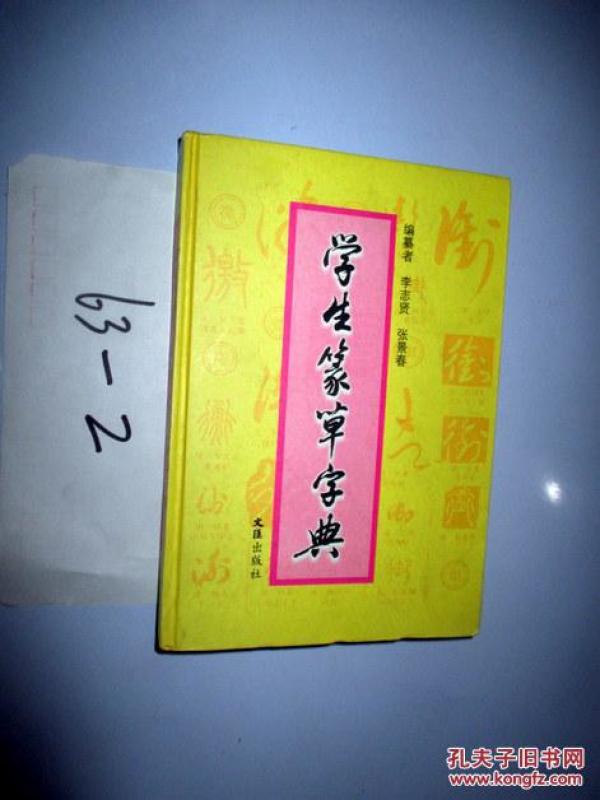 63-2
学生篆草字典
编纂者 李志贤 张景春
文匯出版社
孔夫子旧书网
www.kongfz.com